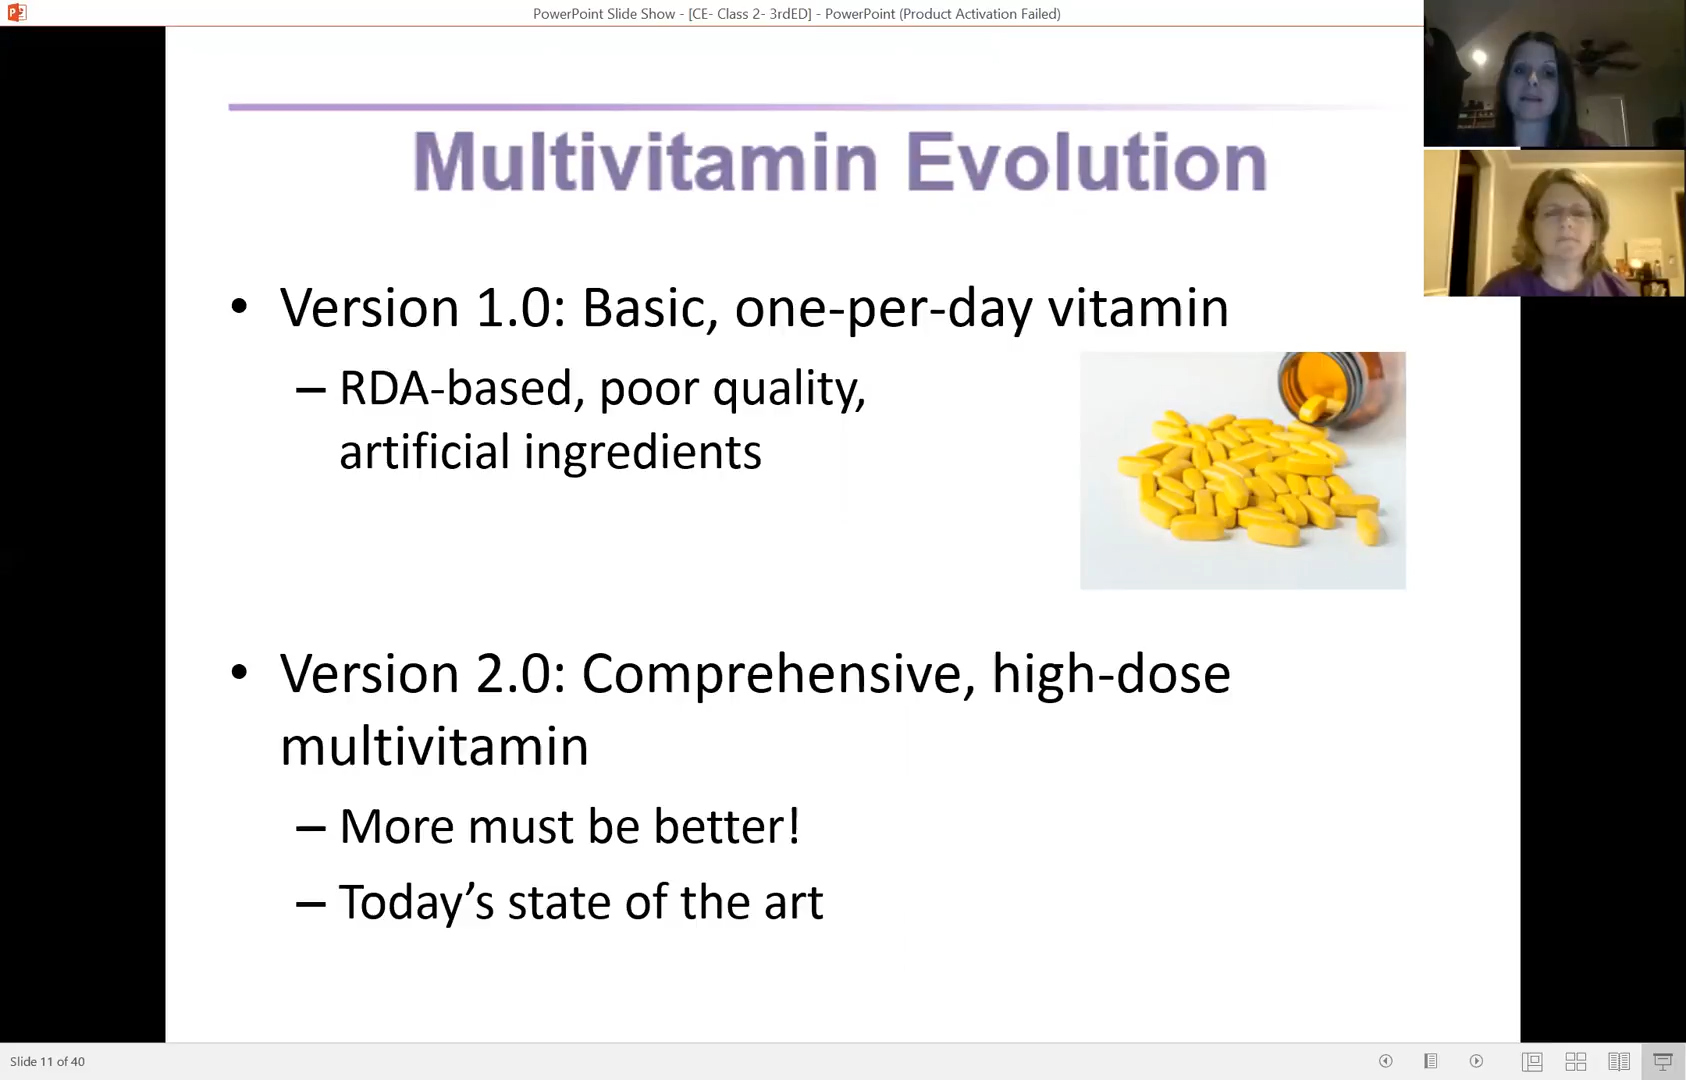 PowerPoint Slide Show - [CE- Class 2- 3rdED] - PowerPoint (Product Activation Failed)
Multivitamin Evolution
• Version 1.0: Basic, one-per-day vitamin
– RDA-based, poor quality,
artificial ingredients
• Version 2.0: Comprehensive, high-dose
multivitamin
– More must be better!
– Today’s state of the art
Slide 11 of 40